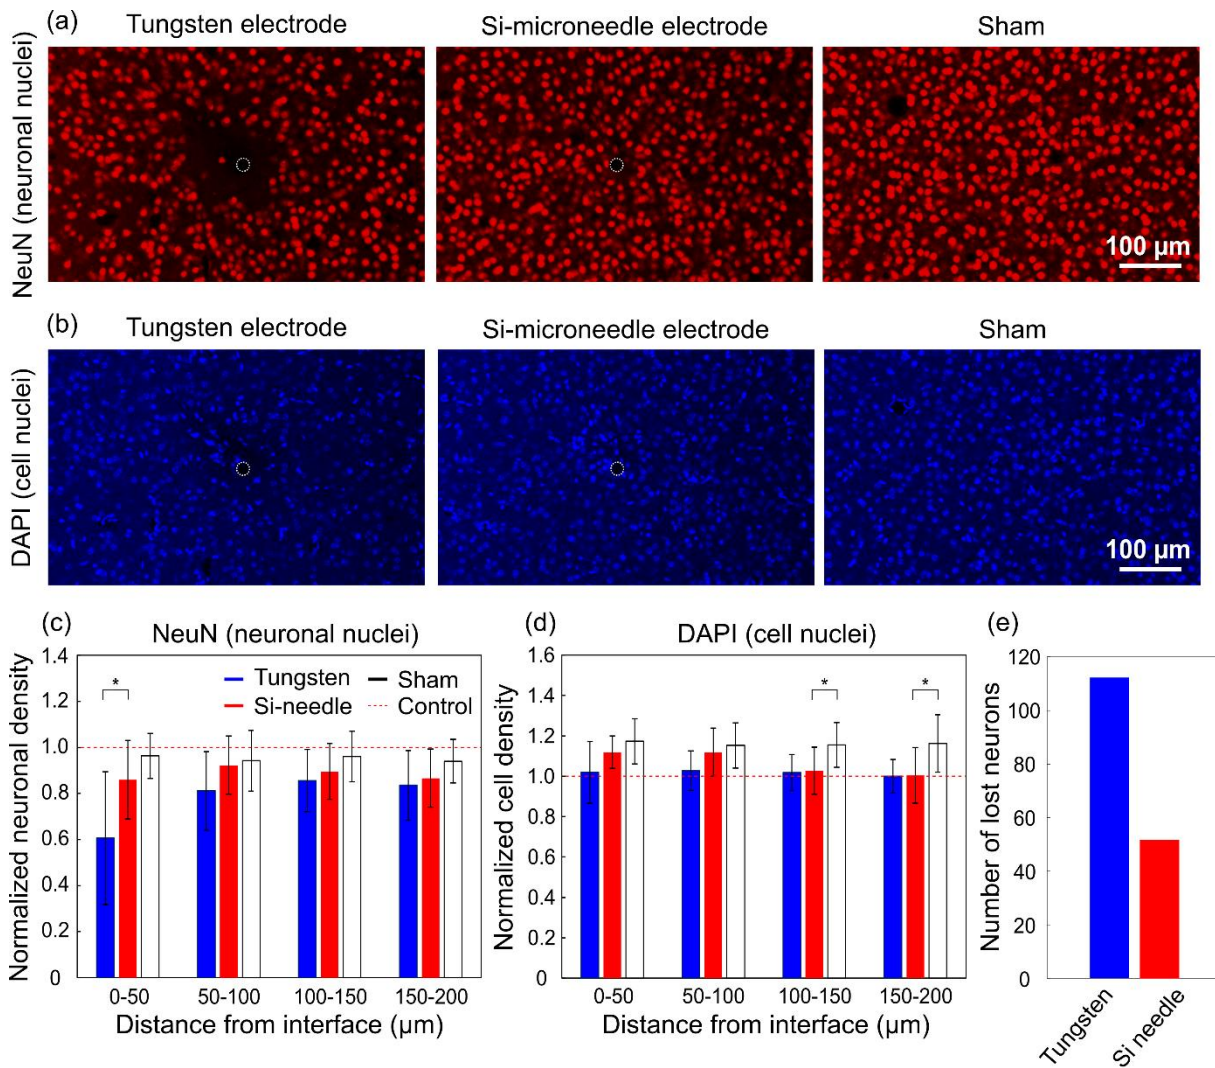 (a)
Tungsten electrode
Si-microneedle electrode
Sham
NeuN (neuronal nuclei)
100 µm
(b)
Tungsten electrode
Si-microneedle electrode
Sham
DAPI (cell nuclei)
100 µm
(c)
NeuN (neuronal nuclei)
Normalized neuronal density
1.4
1.2
1.0
0.8
0.6
0.4
0.2
0
Tungsten
Si-needle
Sham
Control
*
0-50
50-100
100-150
150-200
Distance from interface (µm)
(d)
DAPI (cell nuclei)
Normalized cell density
1.6
1.4
1.2
1.0
0.8
0.6
0.4
0.2
0
*
*
0-50
50-100
100-150
150-200
Distance from interface (µm)
(e)
Number of lost neurons
120
100
80
60
40
20
0
Tungsten
Si needle